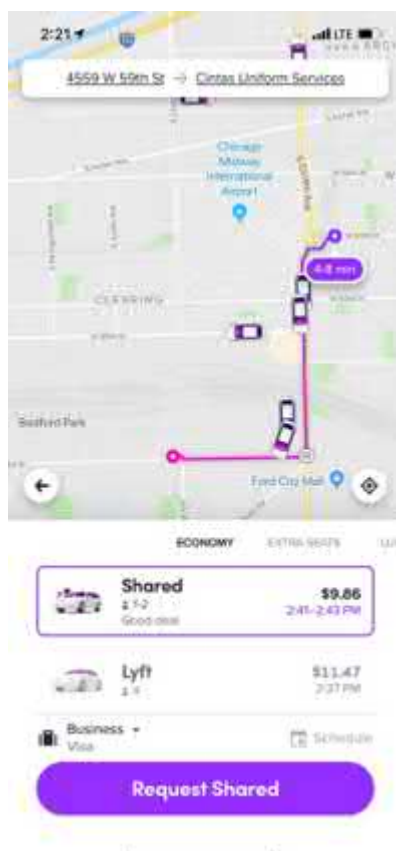 2:21
LTE
4559 W 59th St → Cintas Uniform Services
Chicago
Midway
International
Airport
4-8 min
CLEARING
Bedford Park
Ford City Mall
ECONOMY
EXTRA SEATS
Shared
1-2
Good deal
$9.86
2:41-2:43 PM
Lyft
4
$11.47
2:37 PM
Business
Visa
Schedule
Request Shared